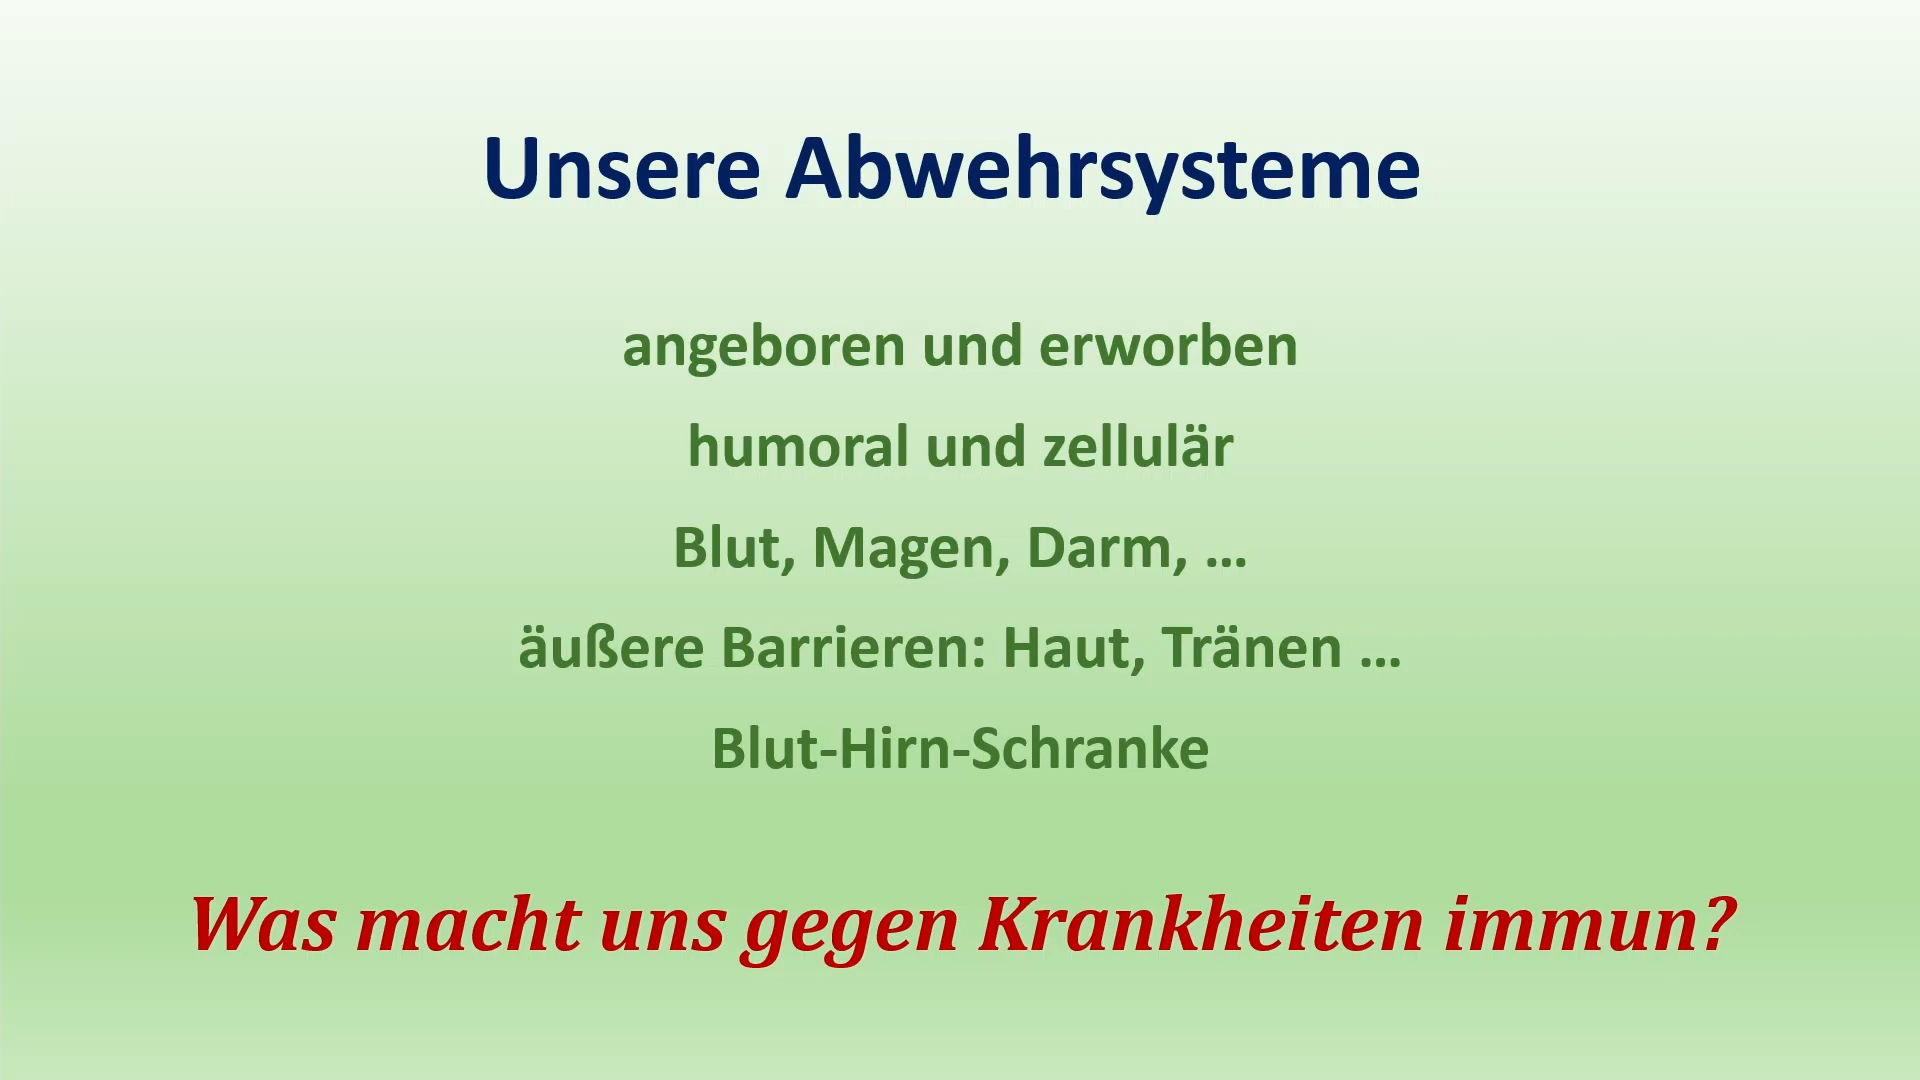 Unsere Abwehrsysteme
angeboren und erworben
humoral und zellulär
Blut, Magen, Darm, ...
äußere Barrieren: Haut, Tränen ...
Blut-Hirn-Schranke
Was macht uns gegen Krankheiten immun?